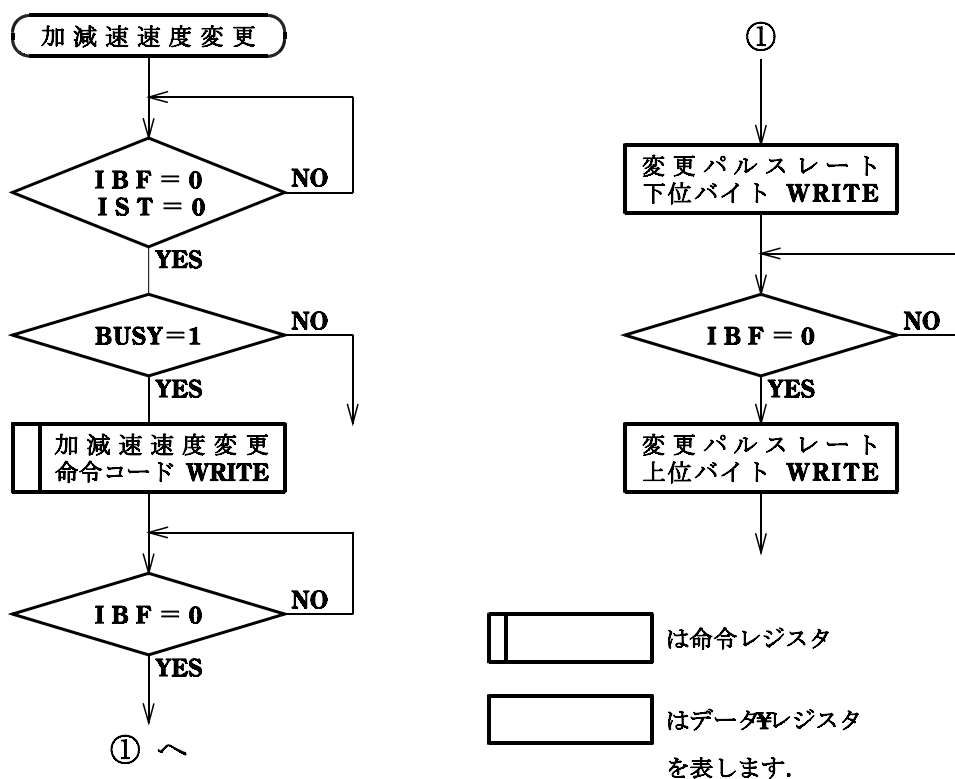 加減速速度変更
IBF=0
IST=0
NO
YES
BUSY=1
NO
YES
加減速速度変更
命令コード WRITE
IBF=0
NO
YES
① へ
①
変更パルスレート
下位バイト WRITE
IBF=0
NO
YES
変更パルスレート
上位バイト WRITE
は命令レジスタ
はデータ¥レジスタ
を表します.